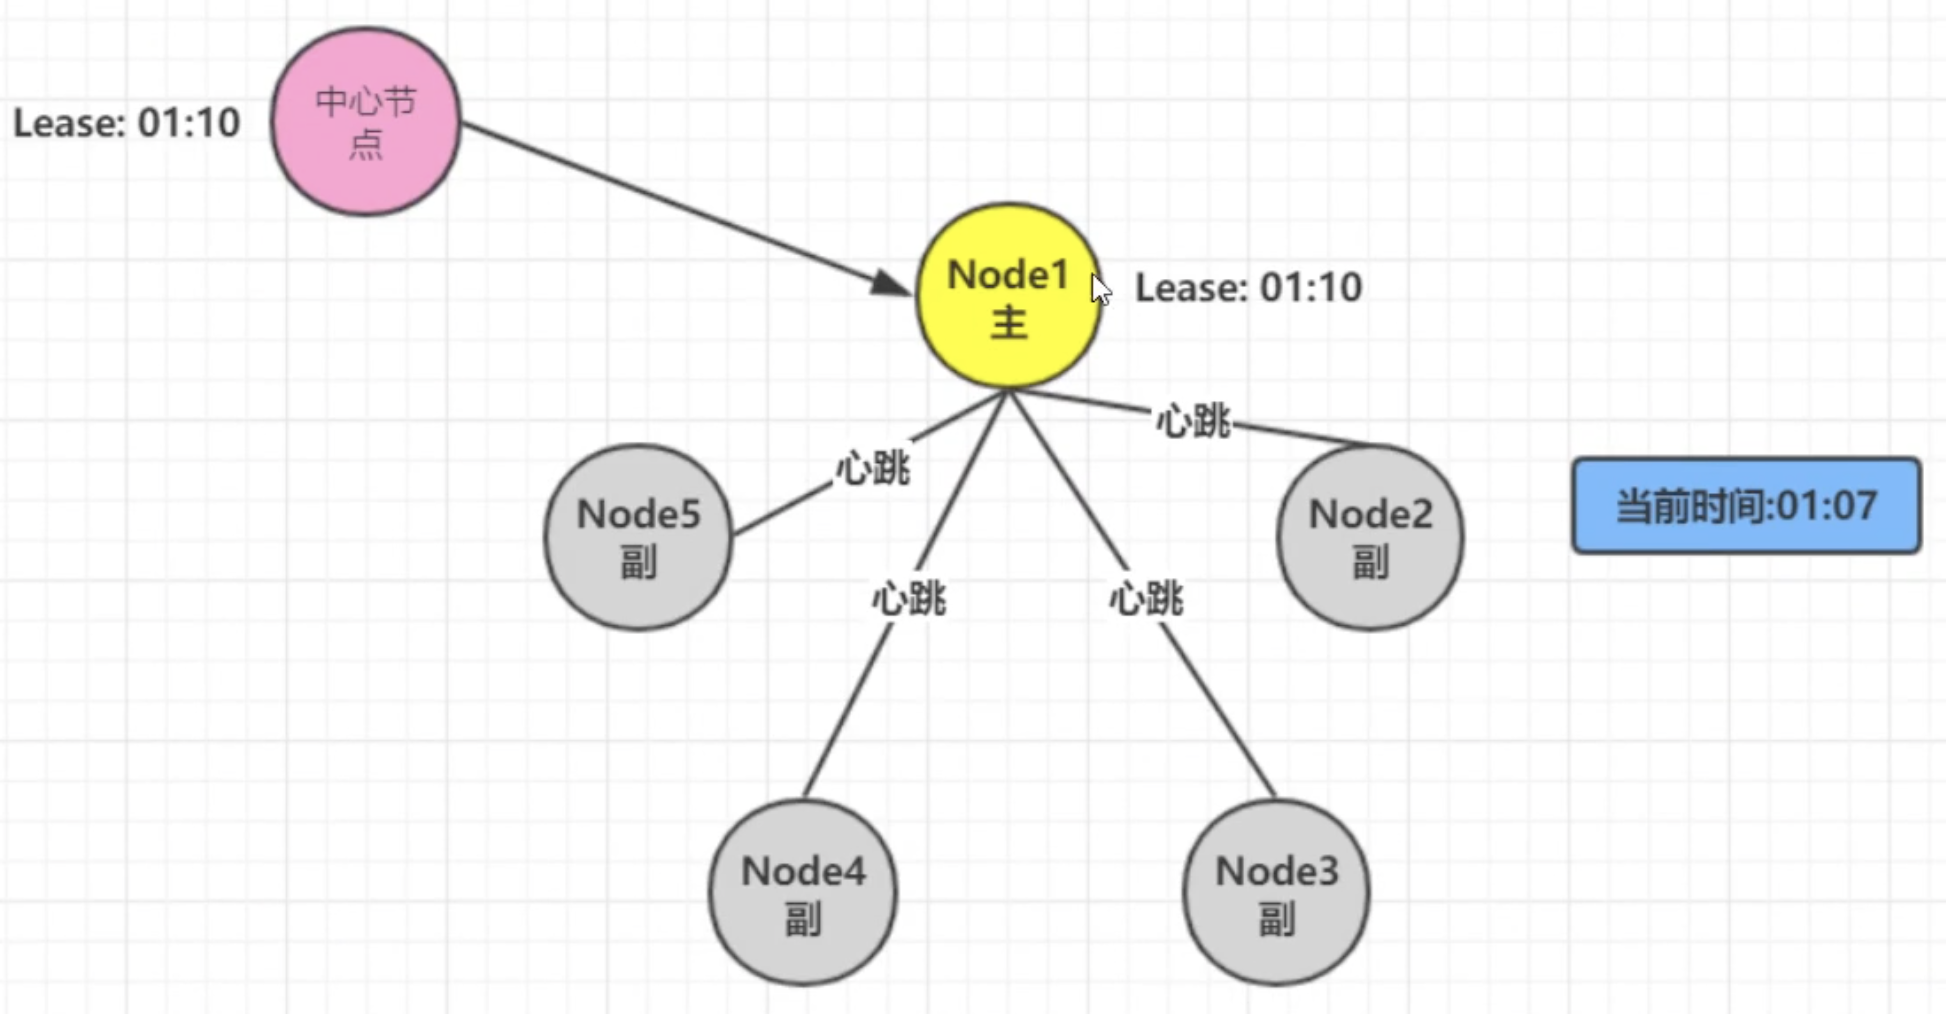 中心节
点
Lease: 01:10
Node1
主
Lease: 01:10
心跳
心跳
Node5
副
Node2
副
当前时间:01:07
心跳
心跳
Node4
副
Node3
副